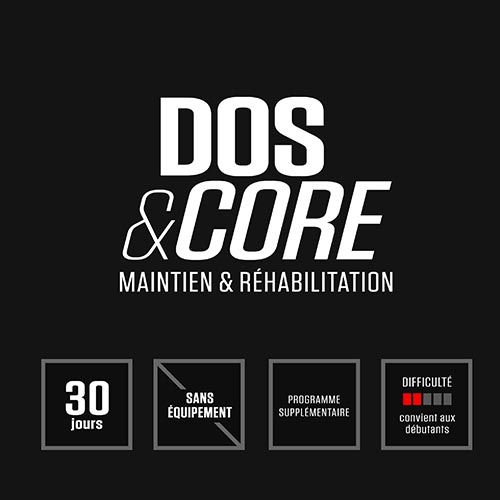 DOS
&CORE
MAINTIEN & RÉHABILITATION
30
jours
SANS
ÉQUIPEMENT
PROGRAMME
SUPPLÉMENTAIRE
DIFFICULTÉ
convient aux
débutants